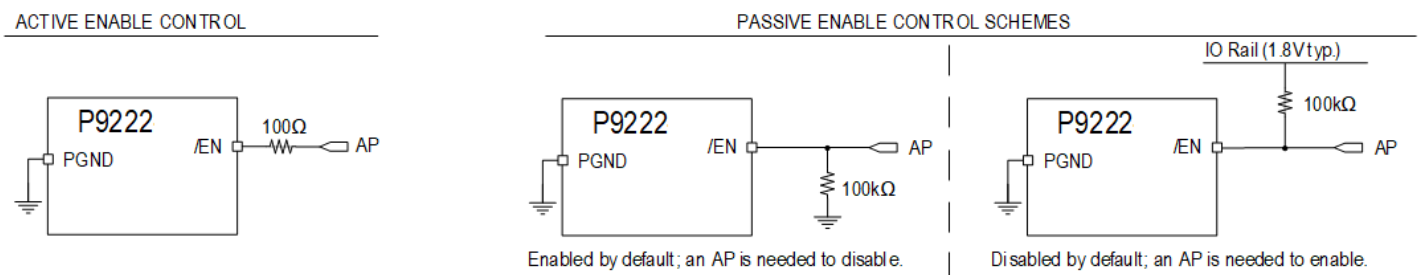 ACTIVE ENABLE CONTROL
PASSIVE ENABLE CONTROL SCHEMES
P9222
PGND
/EN
100Ω
AP
P9222
PGND
/EN
AP
100kΩ
Enabled by default; an AP is needed to disable.
IO Rail (1.8V typ.)
100kΩ
P9222
PGND
/EN
AP
Disabled by default; an AP is needed to enable.